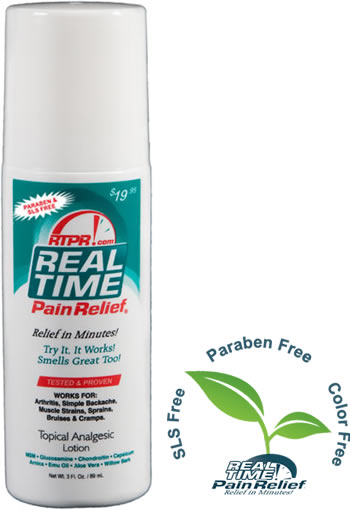 PARABEN &
SLS FREE
$19.95
RTPR!.com
REAL
TIME
Pain Relief®
Relief in Minutes!
Try It. It Works!
Smells Great Too!
TESTED & PROVEN
WORKS FOR:
Arthritis, Simple Backache,
Muscle Strains, Sprains,
Bruises & Cramps.
Topical Analgesic
Lotion
MSM • Glucosamine • Chondroitin • Capsaicin
Arnica • Emu Oil • Aloe Vera • Willow Bark
Net Wt. 3 Fl. Oz. / 89 mL
SLS Free
Paraben Free
Color Free
REAL
TIME
Pain Relief
Relief in Minutes!